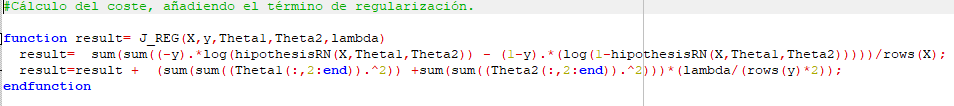 #Cálculo del coste, añadiendo el término de regularización.
function result= J_REG(X,y,Theta1,Theta2,lambda)
result=  sum(sum((-y).*log(hipothesisRN(X,Theta1,Theta2)) - (1-y).*(log(1-hipothesisRN(X,Theta1,Theta2)))))/rows(X);
result=result +  (sum(sum((Theta1(:,2:end)).^2)) +sum(sum((Theta2(:,2:end)).^2)))*(lambda/(rows(y)*2));
endfunction